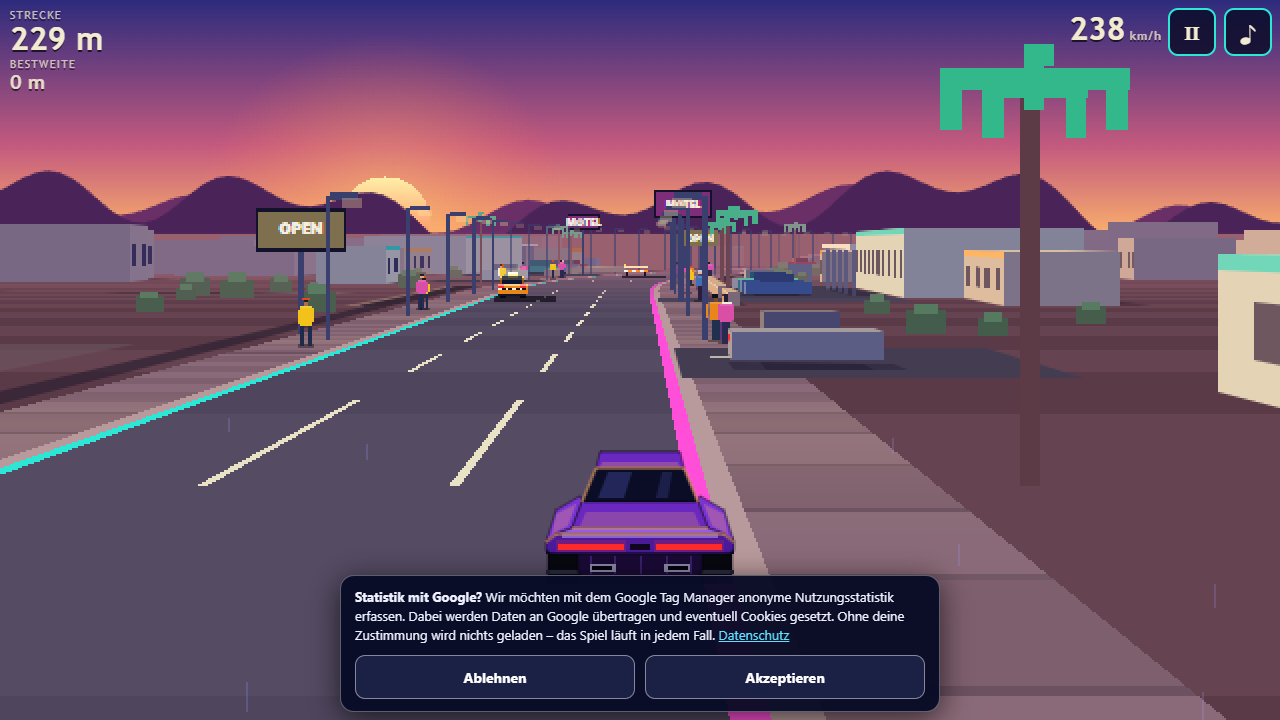 STRECKE
229 m
BESTWEITE
0 m
238 km/h
II
OPEN
MOTEL
MOTEL
OPEN
Statistik mit Google? Wir möchten mit dem Google Tag Manager anonyme Nutzungsstatistik
erfassen. Dabei werden Daten an Google übertragen und eventuell Cookies gesetzt. Ohne deine
Zustimmung wird nichts geladen – das Spiel läuft in jedem Fall. Datenschutz
Ablehnen
Akzeptieren